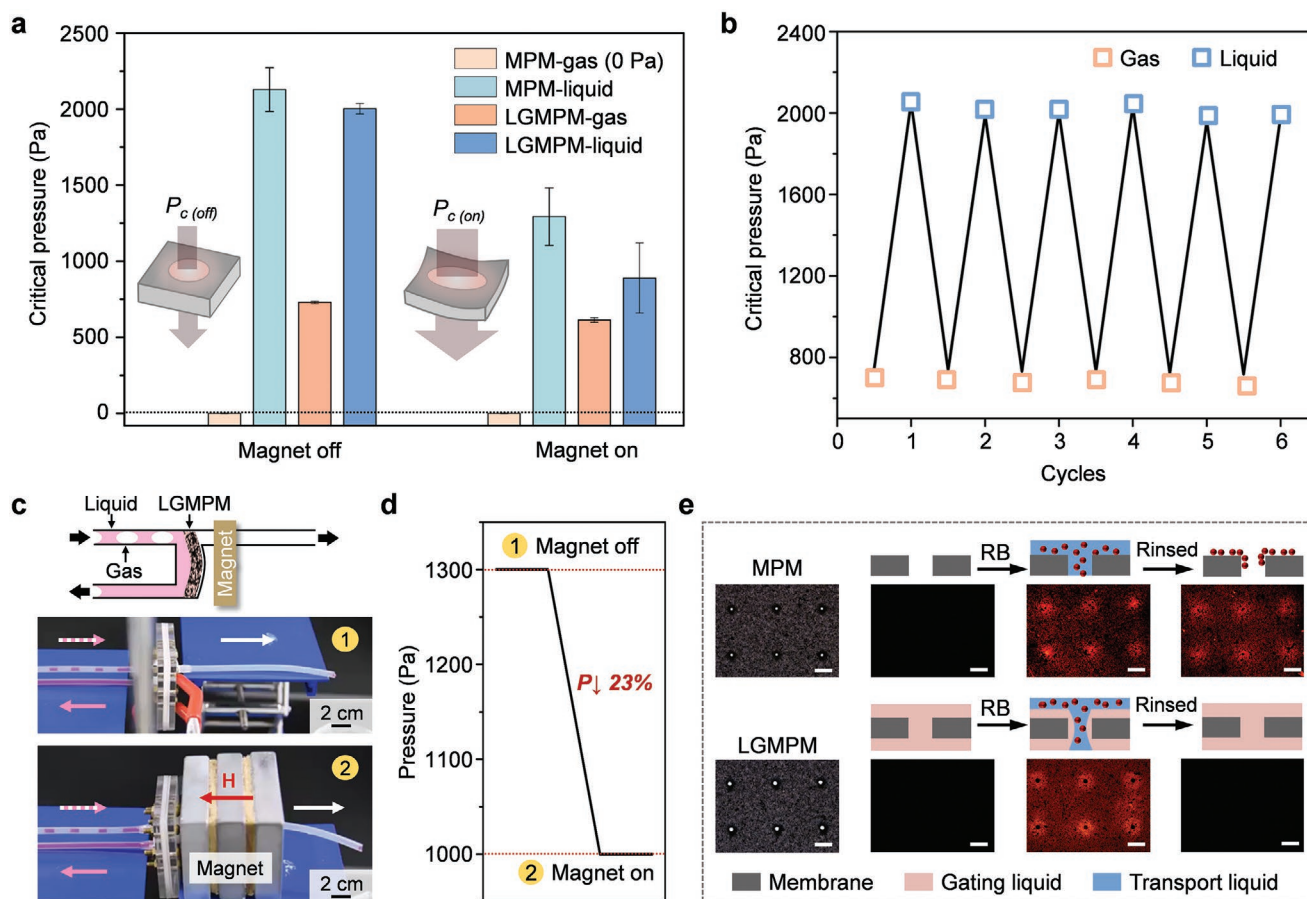 a
2500
2000
1500
1000
500
0
Critical pressure (Pa)
MPM-gas (0 Pa)
MPM-liquid
LGMPM-gas
LGMPM-liquid
Pc (off)
Pc (on)
Magnet off
Magnet on
b
2400
2000
1600
1200
800
Critical pressure (Pa)
Gas
Liquid
0
1
2
3
4
5
6
Cycles
c
Liquid
LGMPM
Gas
Magnet
1
2 cm
2
H
Magnet
2 cm
d
1300
1200
1100
1000
Pressure (Pa)
1 Magnet off
P↓ 23%
2 Magnet on
e
MPM
RB
Rinsed
LGMPM
RB
Rinsed
Membrane
Gating liquid
Transport liquid